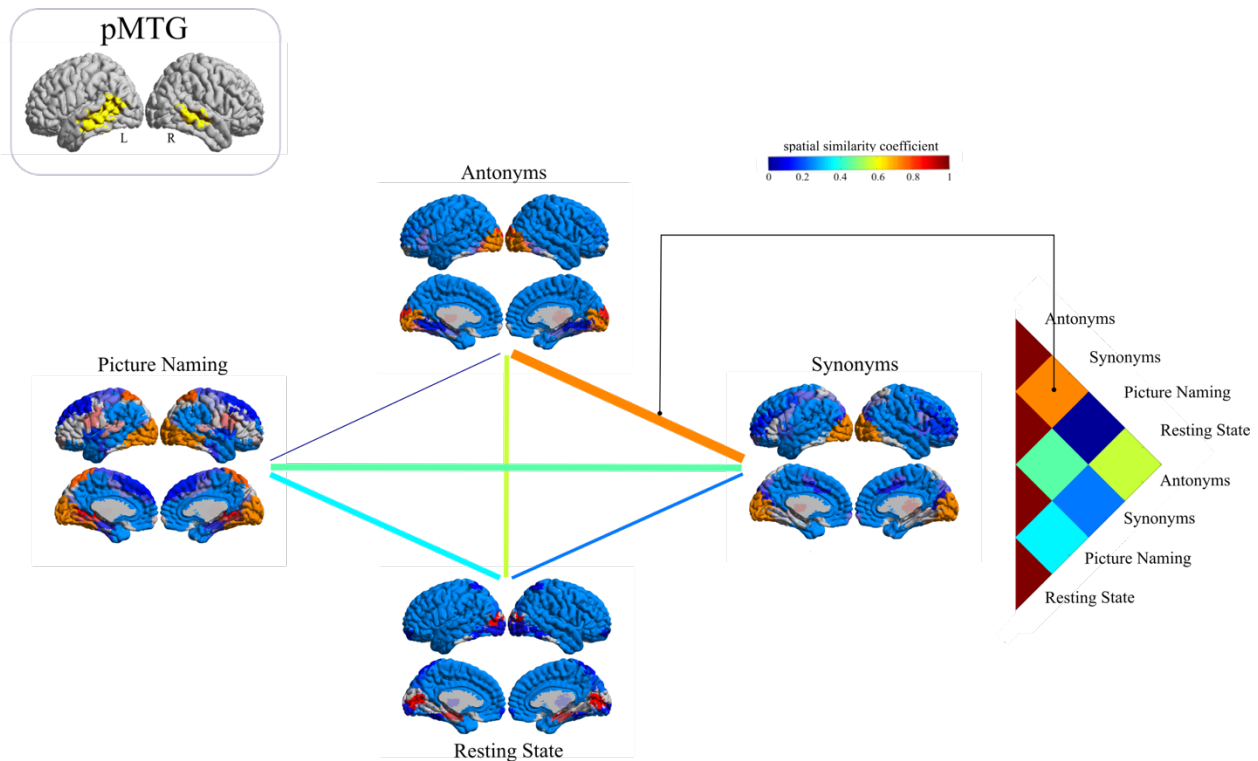 pMTG
L R
spatial similarity coefficient
0 0.2 0.4 0.6 0.8 1
Antonyms
Picture Naming
Synonyms
Resting State
Antonyms
Synonyms
Picture Naming
Resting State
Antonyms
Synonyms
Picture Naming
Resting State